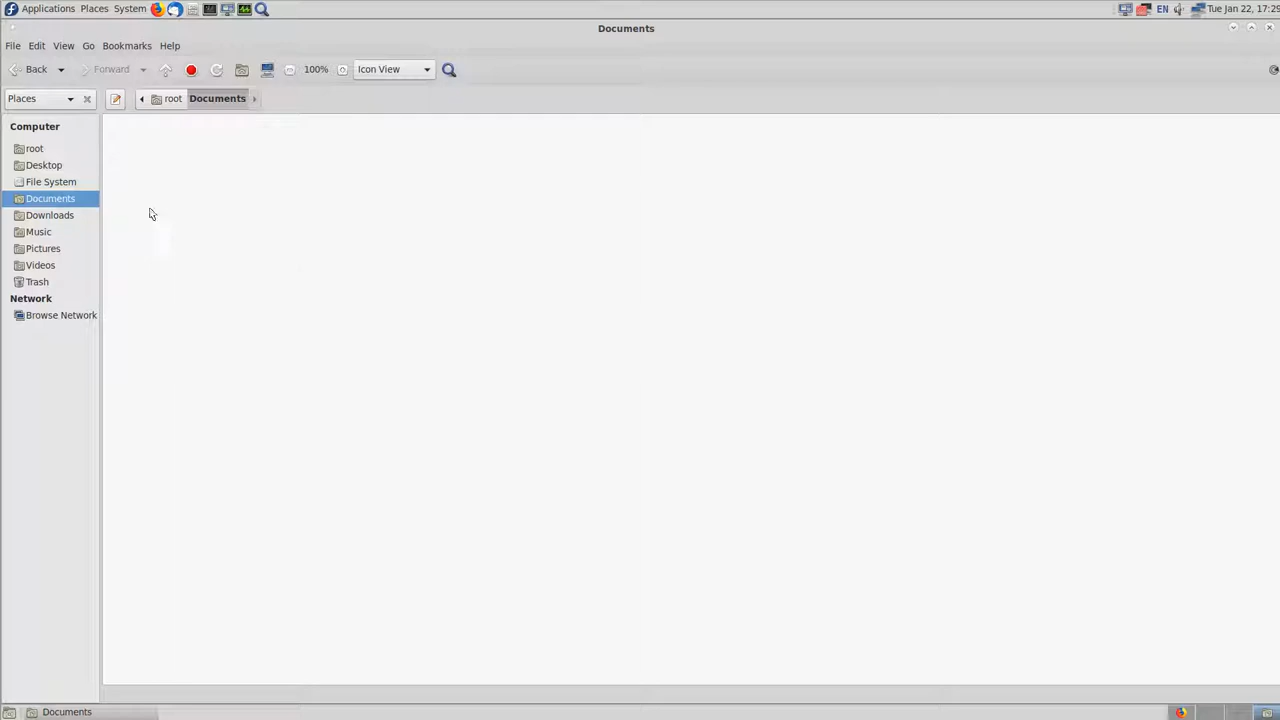 Applications Places System EN Tue Jan 22, 17:29
Documents
File Edit View Go Bookmarks Help
Back Forward 100% Icon View
Places root Documents
Computer
root
Desktop
File System
Documents
Downloads
Music
Pictures
Videos
Trash
Network
Browse Network
Documents